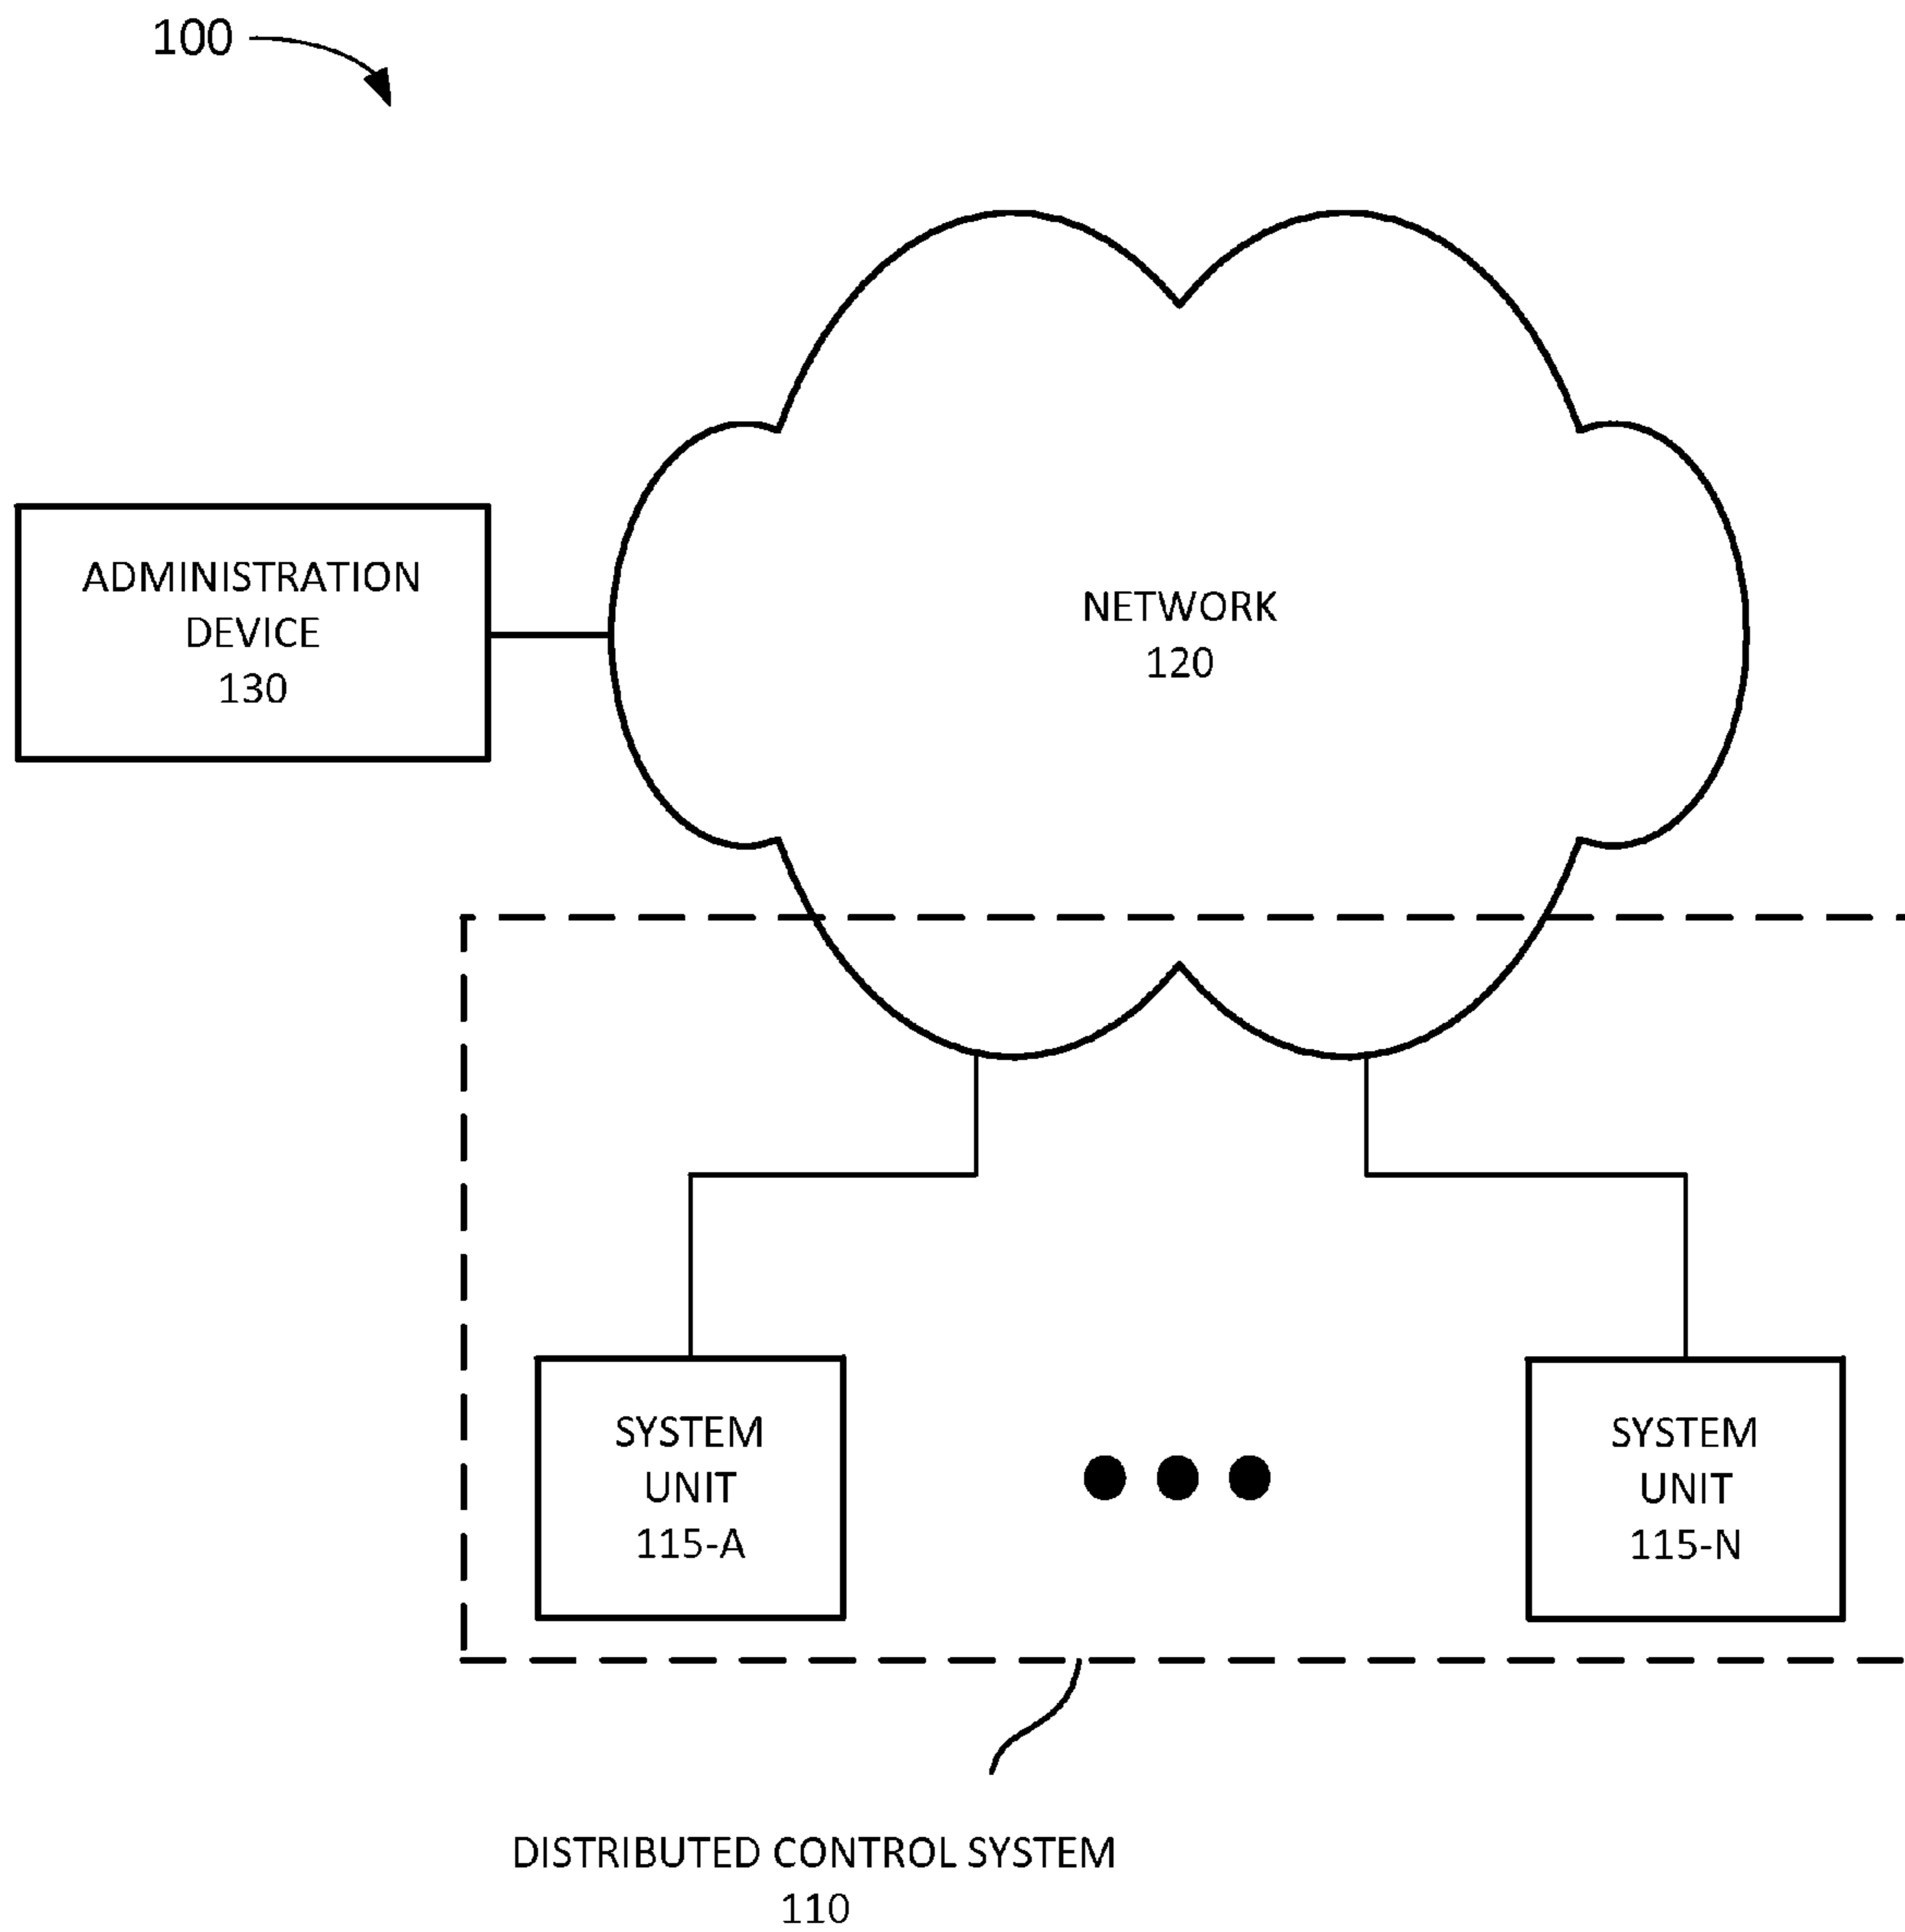 100
ADMINISTRATION
DEVICE
130
NETWORK
120
SYSTEM
UNIT
115-A
SYSTEM
UNIT
115-N
DISTRIBUTED CONTROL SYSTEM
110